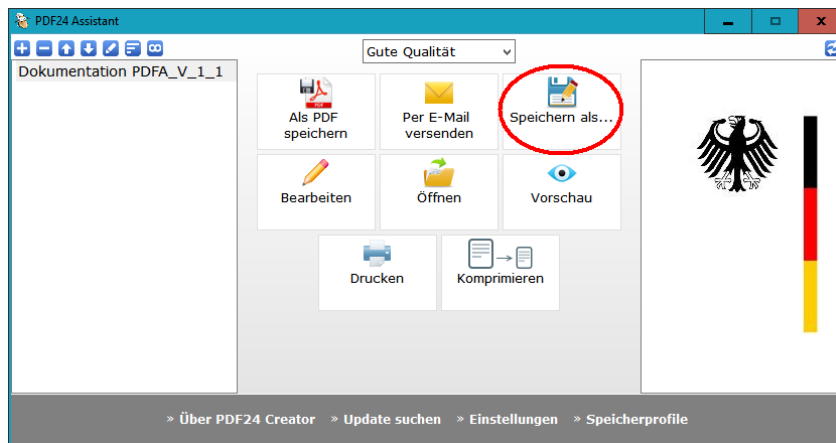 PDF24 Assistant
Gute Qualität
Dokumentation PDFA_V_1_1
Als PDF
speichern
Per E-Mail
versenden
Speichern als...
Bearbeiten
Öffnen
Vorschau
Drucken
Komprimieren
» Über PDF24 Creator » Update suchen » Einstellungen » Speicherprofile